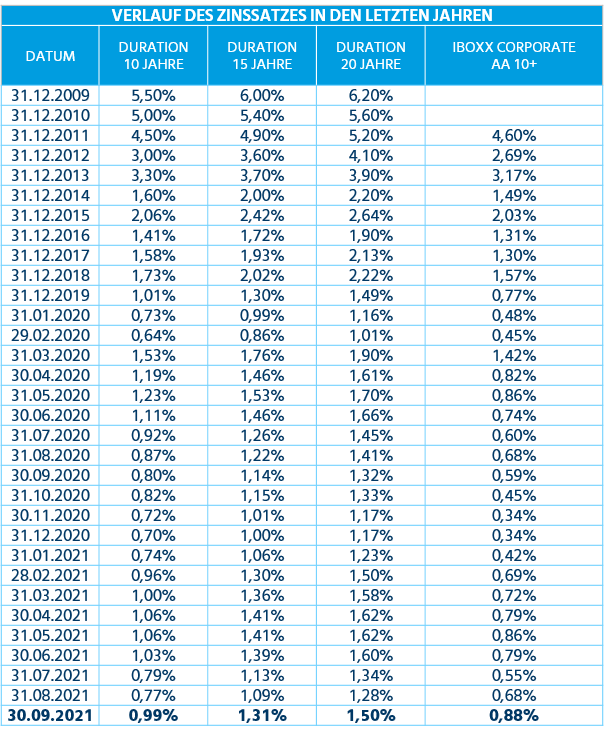 VERLAUF DES ZINSSATZES IN DEN LETZTEN JAHREN
DATUM DURATION 10 JAHRE DURATION 15 JAHRE DURATION 20 JAHRE IBOXX CORPORATE AA 10+
31.12.2009 5,50% 6,00% 6,20%
31.12.2010 5,00% 5,40% 5,60%
31.12.2011 4,50% 4,90% 5,20% 4,60%
31.12.2012 3,00% 3,60% 4,10% 2,69%
31.12.2013 3,30% 3,70% 3,90% 3,17%
31.12.2014 1,60% 2,00% 2,20% 1,49%
31.12.2015 2,06% 2,42% 2,64% 2,03%
31.12.2016 1,41% 1,72% 1,90% 1,31%
31.12.2017 1,58% 1,93% 2,13% 1,30%
31.12.2018 1,73% 2,02% 2,22% 1,57%
31.12.2019 1,01% 1,30% 1,49% 0,77%
31.01.2020 0,73% 0,99% 1,16% 0,48%
29.02.2020 0,64% 0,86% 1,01% 0,45%
31.03.2020 1,53% 1,76% 1,90% 1,42%
30.04.2020 1,19% 1,46% 1,61% 0,82%
31.05.2020 1,23% 1,53% 1,70% 0,86%
30.06.2020 1,11% 1,46% 1,66% 0,74%
31.07.2020 0,92% 1,26% 1,45% 0,60%
31.08.2020 0,87% 1,22% 1,41% 0,68%
30.09.2020 0,80% 1,14% 1,32% 0,59%
31.10.2020 0,82% 1,15% 1,33% 0,45%
30.11.2020 0,72% 1,01% 1,17% 0,34%
31.12.2020 0,70% 1,00% 1,17% 0,34%
31.01.2021 0,74% 1,06% 1,23% 0,42%
28.02.2021 0,96% 1,30% 1,50% 0,69%
31.03.2021 1,00% 1,36% 1,58% 0,72%
30.04.2021 1,06% 1,41% 1,62% 0,79%
31.05.2021 1,06% 1,41% 1,62% 0,86%
30.06.2021 1,03% 1,39% 1,60% 0,79%
31.07.2021 0,79% 1,13% 1,34% 0,55%
31.08.2021 0,77% 1,09% 1,28% 0,68%
30.09.2021 0,99% 1,31% 1,50% 0,88%